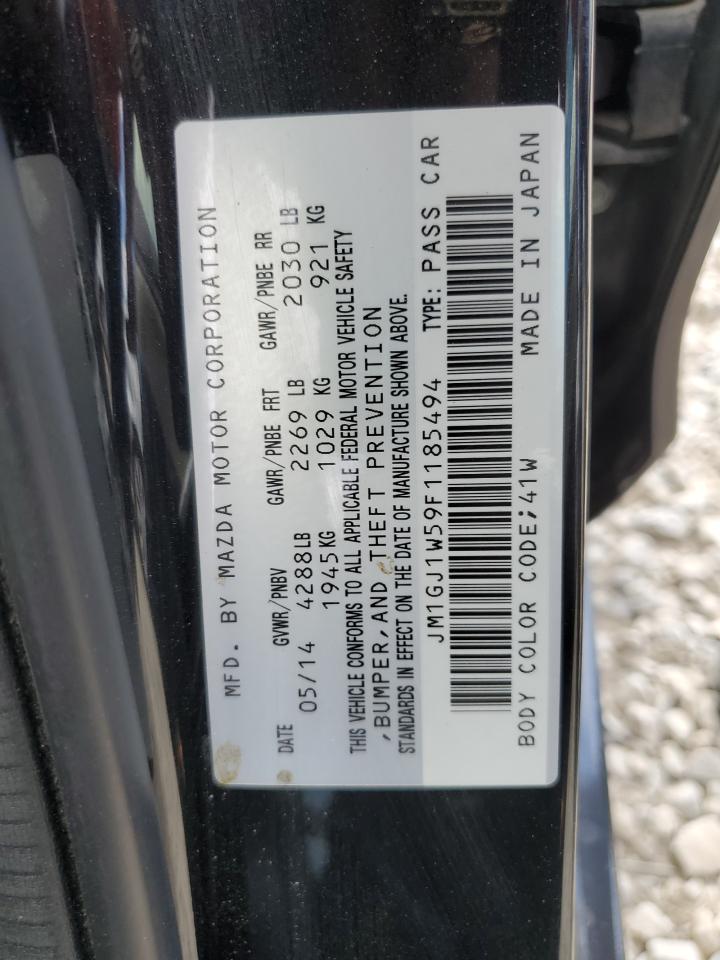 MFD. BY MAZDA MOTOR CORPORATION
DATE GVWR/PNBV GAWR/PNBE FRT GAWR/PNBE RR
05/14 4288LB 2269 LB 2030 LB
1945KG 1029 KG 921 KG
THIS VEHICLE CONFORMS TO ALL APPLICABLE FEDERAL MOTOR VEHICLE SAFETY
,BUMPER,AND THEFT PREVENTION
STANDARDS IN EFFECT ON THE DATE OF MANUFACTURE SHOWN ABOVE.
JM1GJ1W59F1185494 TYPE: PASS CAR
BODY COLOR CODE;41W MADE IN JAPAN